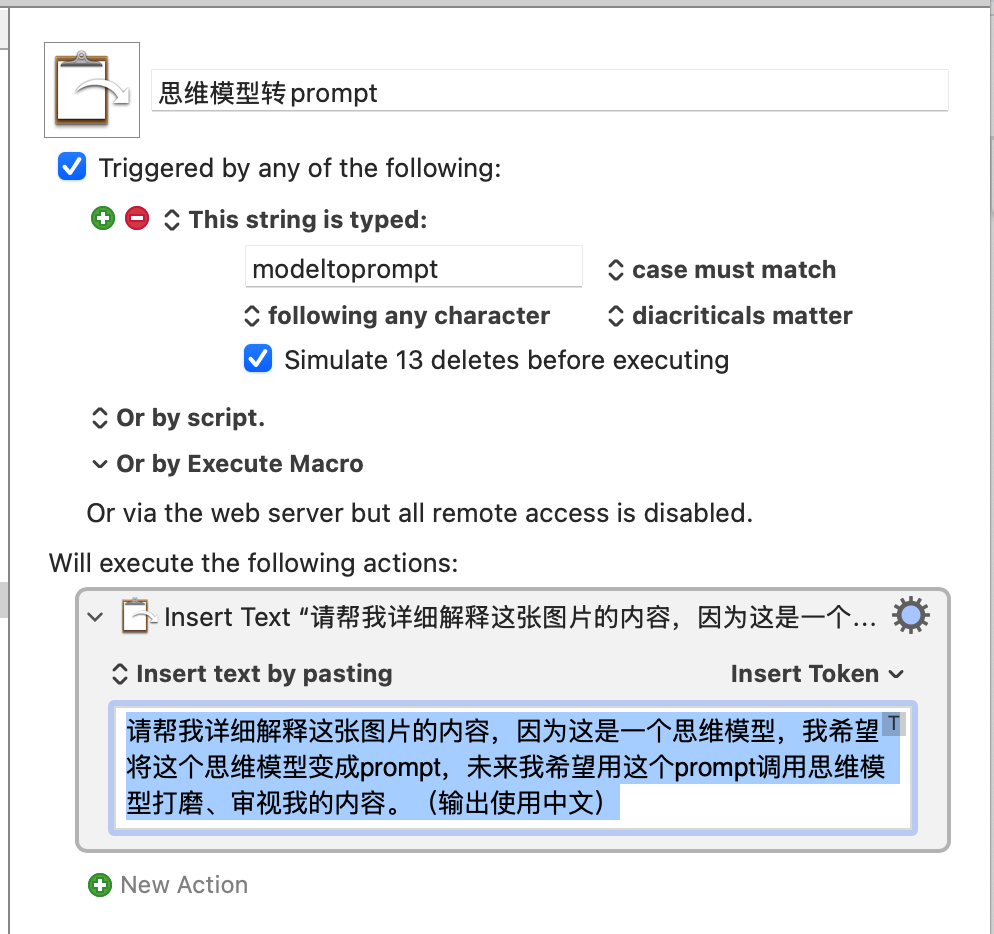 思维模型转prompt
Triggered by any of the following:
This string is typed:
modeltoprompt
case must match
following any character
diacriticals matter
Simulate 13 deletes before executing
Or by script.
Or by Execute Macro
Or via the web server but all remote access is disabled.
Will execute the following actions:
Insert Text “请帮我详细解释这张图片的内容，因为这是一个...
Insert text by pasting
Insert Token
请帮我详细解释这张图片的内容，因为这是一个思维模型，我希望
T
将这个思维模型变成prompt，未来我希望用这个prompt调用思维模
型打磨、审视我的内容。（输出使用中文）
New Action